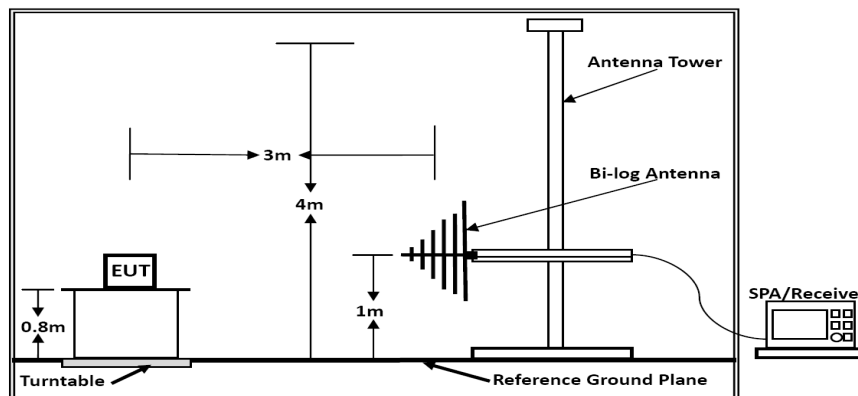 Antenna Tower
3m
Bi-log Antenna
4m
EUT
1m
0.8m
SPA/Receive
Turntable
Reference Ground Plane